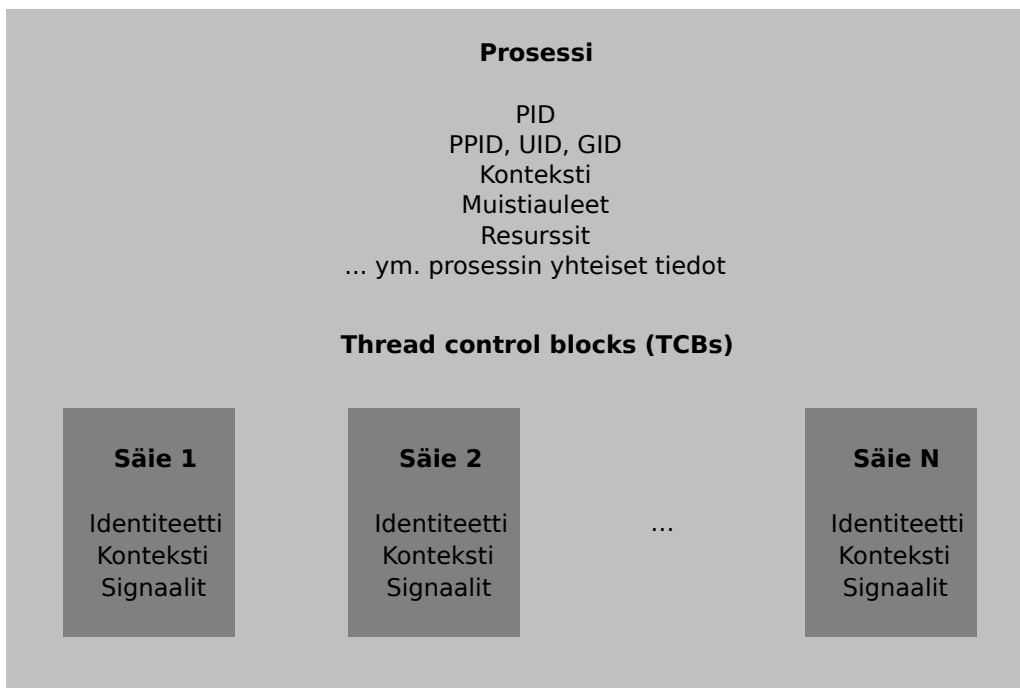 Prosessi
PID
PPID, UID, GID
Konteksti
Muistiauleet
Resurssit
... ym. prosessin yhteiset tiedot
Thread control blocks (TCBs)
Säie 1
Identiteetti
Konteksti
Signaalit
Säie 2
Identiteetti
Konteksti
Signaalit
...
Säie N
Identiteetti
Konteksti
Signaalit